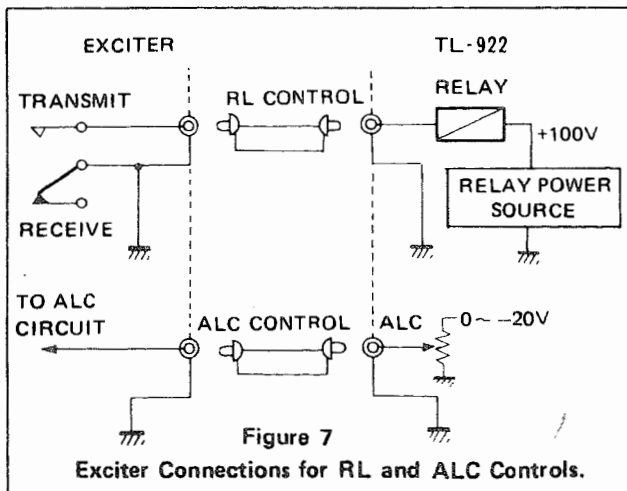 EXCITER
TL-922
TRANSMIT
RL CONTROL
RELAY
+100V
RELAY POWER
SOURCE
RECEIVE
TO ALC
CIRCUIT
ALC CONTROL
ALC
0~ -20V
Figure 7
Exciter Connections for RL and ALC Controls.